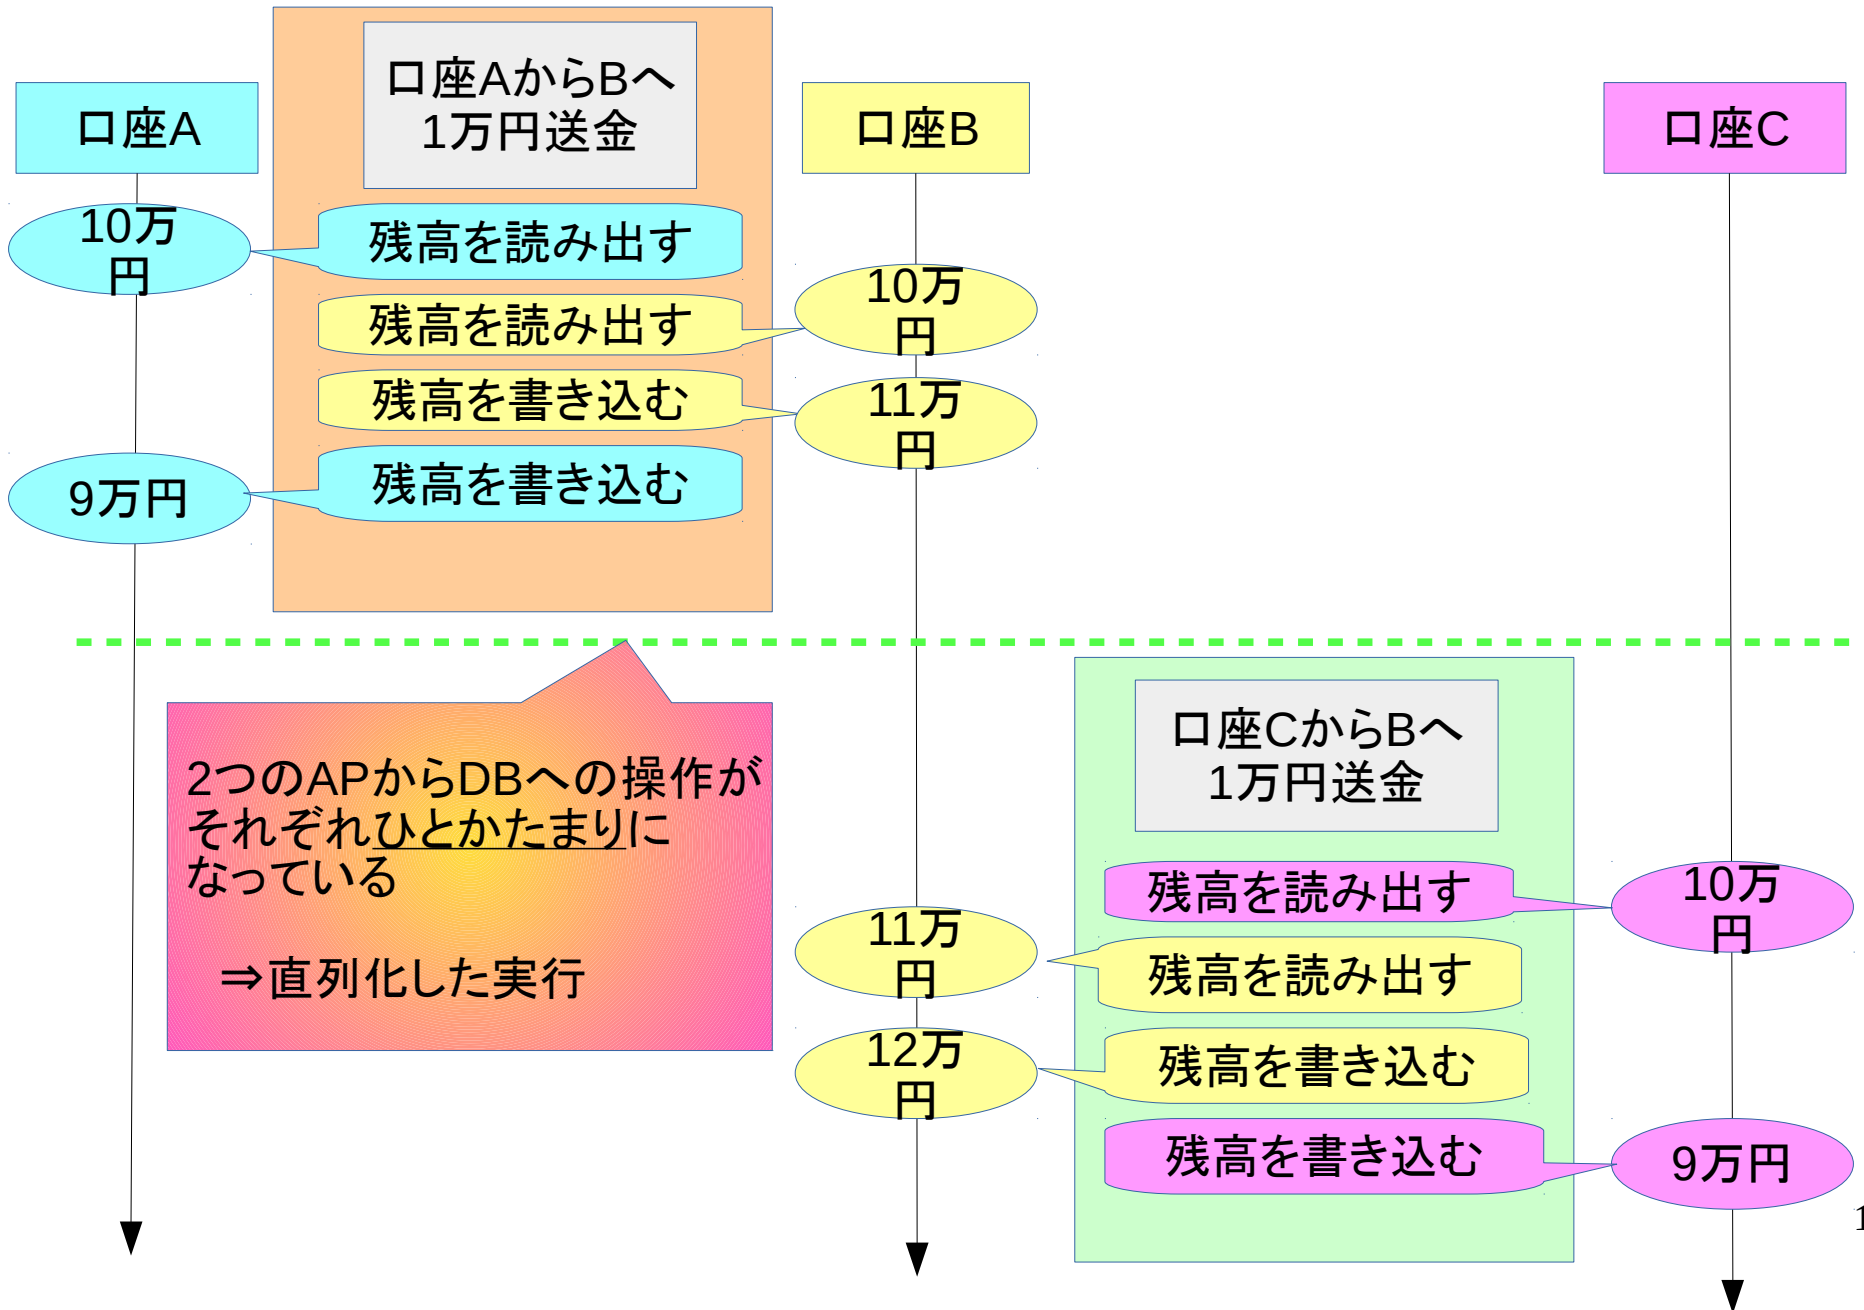 口座A
口座AからBへ
1万円送金
口座B
口座C
10万
円
残高を読み出す
残高を読み出す
10万
円
残高を書き込む
11万
円
残高を書き込む
9万円
2つのAPからDBへの操作が
それぞれひとかたまりに
なっている
⇒直列化した実行
口座CからBへ
1万円送金
残高を読み出す
10万
円
11万
円
残高を読み出す
12万
円
残高を書き込む
残高を書き込む
9万円
1